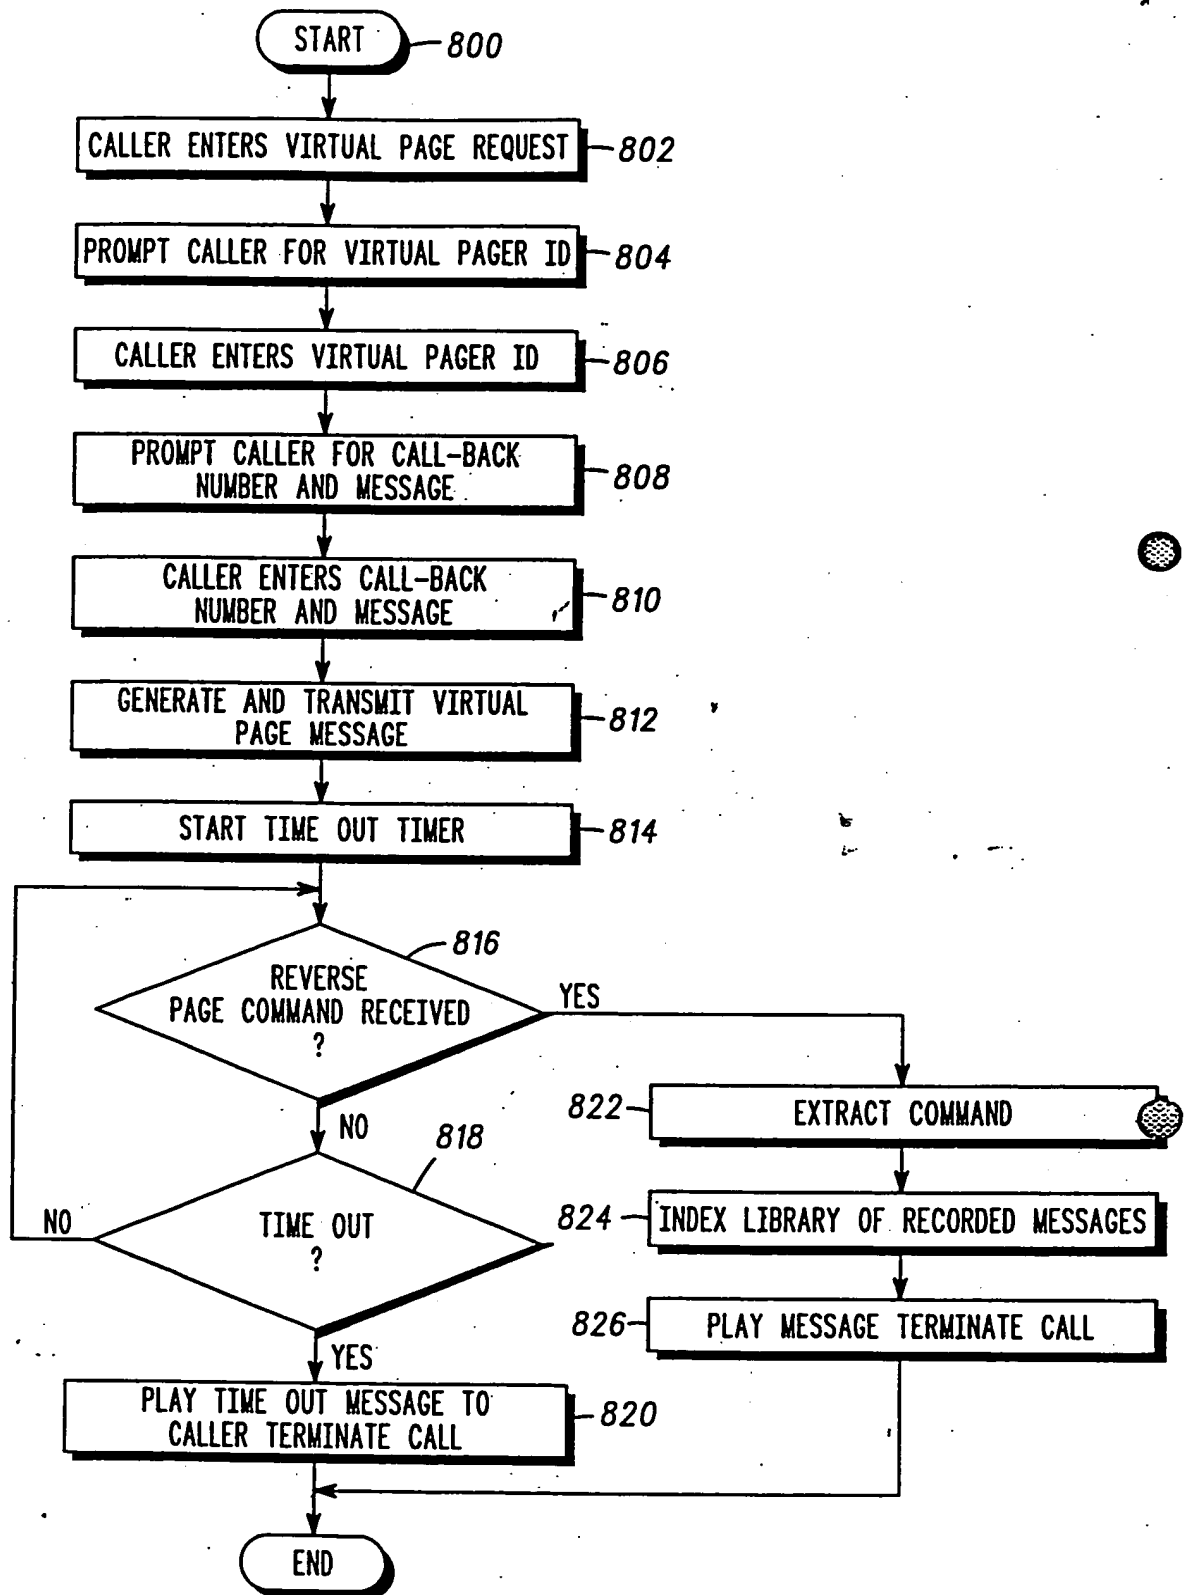 START
800
CALLER ENTERS VIRTUAL PAGE REQUEST
802
PROMPT CALLER FOR VIRTUAL PAGER ID
804
CALLER ENTERS VIRTUAL PAGER ID
806
PROMPT CALLER FOR CALL-BACK
NUMBER AND MESSAGE
808
CALLER ENTERS CALL-BACK
NUMBER AND MESSAGE
810
GENERATE AND TRANSMIT VIRTUAL
PAGE MESSAGE
812
START TIME OUT TIMER
814
816
REVERSE
PAGE COMMAND RECEIVED
?
YES
NO
822
EXTRACT COMMAND
818
TIME OUT
?
NO
824
INDEX LIBRARY OF RECORDED MESSAGES
826
PLAY MESSAGE TERMINATE CALL
YES
PLAY TIME OUT MESSAGE TO
CALLER TERMINATE CALL
820
END